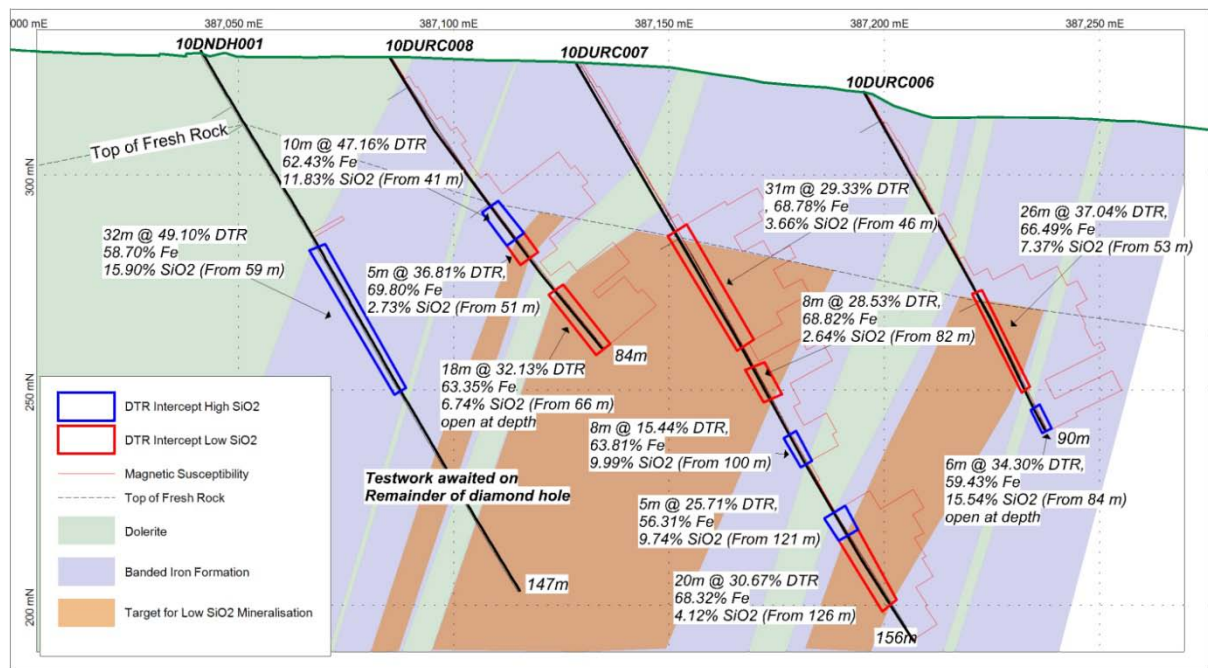 000 mE
387,050 mE
387,100 mE
387,150 mE
387,200 mE
387,250 mE
10DNDH001
10DURC008
10DURC007
10DURC006
Top of Fresh Rock
300 mN
250 mN
200 mN
10m @ 47.16% DTR
62.43% Fe
11.83% SiO2 (From 41 m)
32m @ 49.10% DTR
58.70% Fe
15.90% SiO2 (From 59 m)
5m @ 36.81% DTR,
69.80% Fe
2.73% SiO2 (From 51 m)
31m @ 29.33% DTR
, 68.78% Fe
3.66% SiO2 (From 46 m)
26m @ 37.04% DTR,
66.49% Fe
7.37% SiO2 (From 53 m)
8m @ 28.53% DTR,
68.82% Fe
2.64% SiO2 (From 82 m)
84m
18m @ 32.13% DTR
63.35% Fe
6.74% SiO2 (From 66 m)
open at depth
8m @ 15.44% DTR,
63.81% Fe
9.99% SiO2 (From 100 m)
90m
6m @ 34.30% DTR,
59.43% Fe
15.54% SiO2 (From 84 m)
open at depth
Testwork awaited on
Remainder of diamond hole
5m @ 25.71% DTR,
56.31% Fe
9.74% SiO2 (From 121 m)
20m @ 30.67% DTR
68.32% Fe
4.12% SiO2 (From 126 m)
147m
156m
DTR Intercept High SiO2
DTR Intercept Low SiO2
Magnetic Susceptibility
Top of Fresh Rock
Dolerite
Banded Iron Formation
Target for Low SiO2 Mineralisation